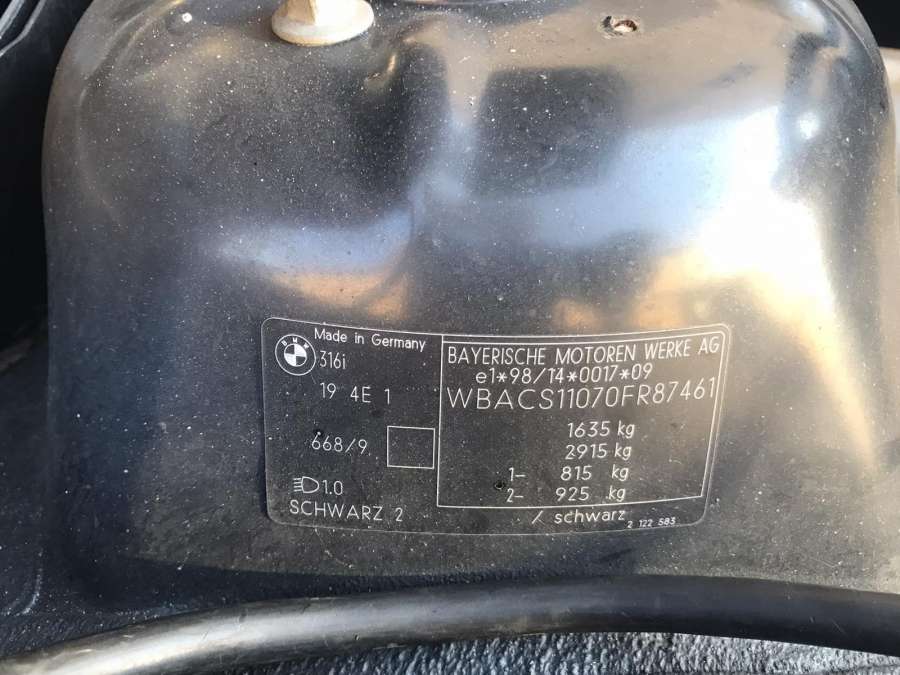 BMW
Made in Germany
316i
19 4E 1
668/9
1.0
SCHWARZ 2
BAYERISCHE MOTOREN WERKE AG
e1*98/14*0017*09
WBACS11070FR87461
1635 kg
2915 kg
1- 815 kg
2- 925 kg
/ schwarz
2 122 583